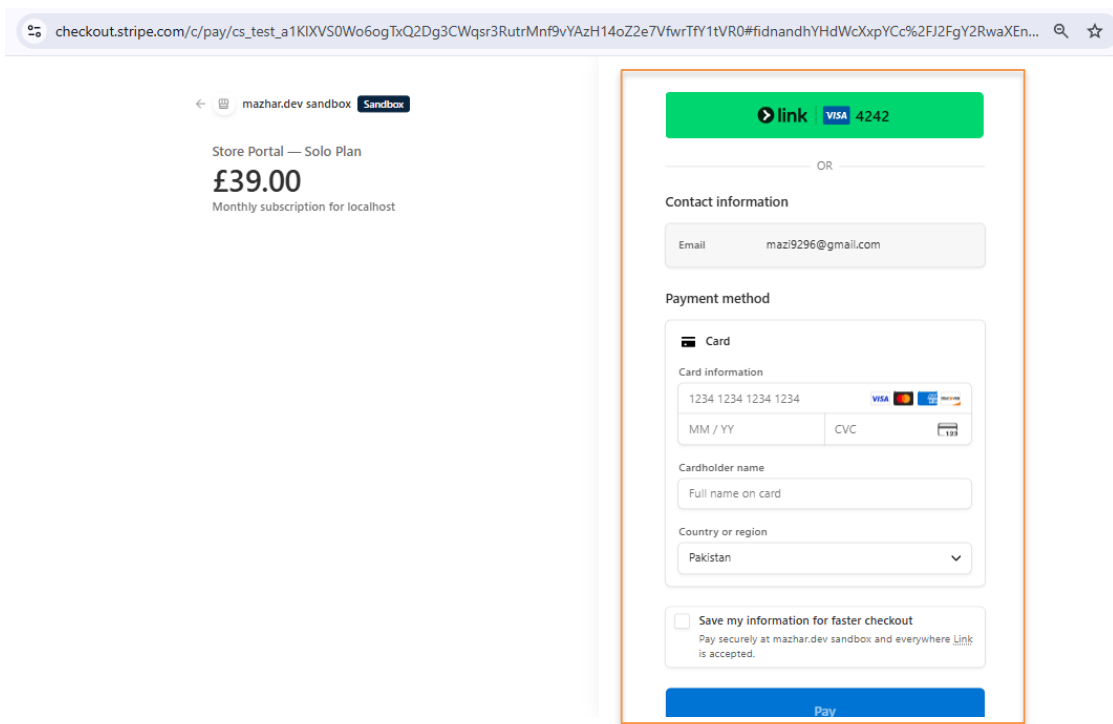 checkout.stripe.com/c/pay/cs_test_a1KlXVS0Wo6ogTxQ2Dg3CWqsr3RutrMnf9vYAzH14oZ2e7VfwrTfY1tVR0#fidnandhYHdWcXxpYCc%2FJ2FgY2RwaXEn...
mazhar.dev sandbox Sandbox
Store Portal — Solo Plan
£39.00
Monthly subscription for localhost
link VISA 4242
OR
Contact information
Email mazi9296@gmail.com
Payment method
Card
Card information
1234 1234 1234 1234 VISA
MM / YY CVC 123
Cardholder name
Full name on card
Country or region
Pakistan
Save my information for faster checkout
Pay securely at mazhar.dev sandbox and everywhere Link
is accepted.
Pay